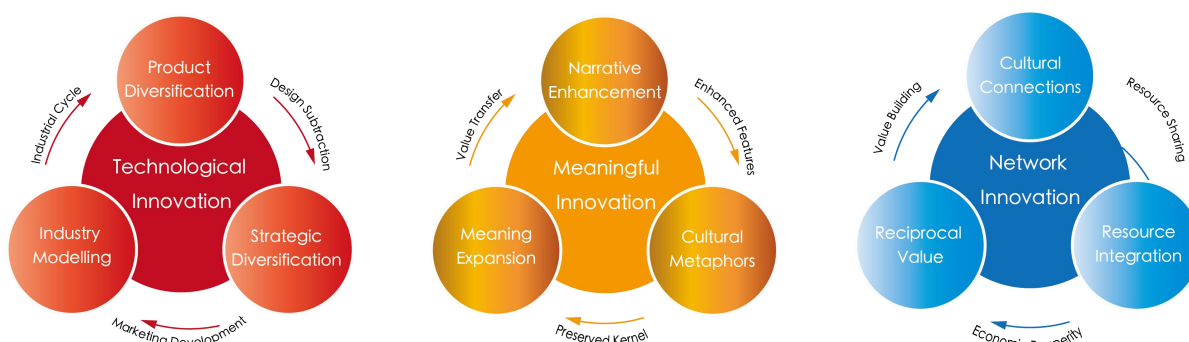 Product
Diversification
Industrial Cycle
Design Subtraction
Technological
Innovation
Industry
Modelling
Strategic
Diversification
Marketing Development
Narrative
Enhancement
Value Transfer
Enhanced Features
Meaningful
Innovation
Meaning
Expansion
Cultural
Metaphors
Preserved Kernel
Cultural
Connections
Value Building
Resource Sharing
Network
Innovation
Reciprocal
Value
Resource
Integration
Economic Prosperity